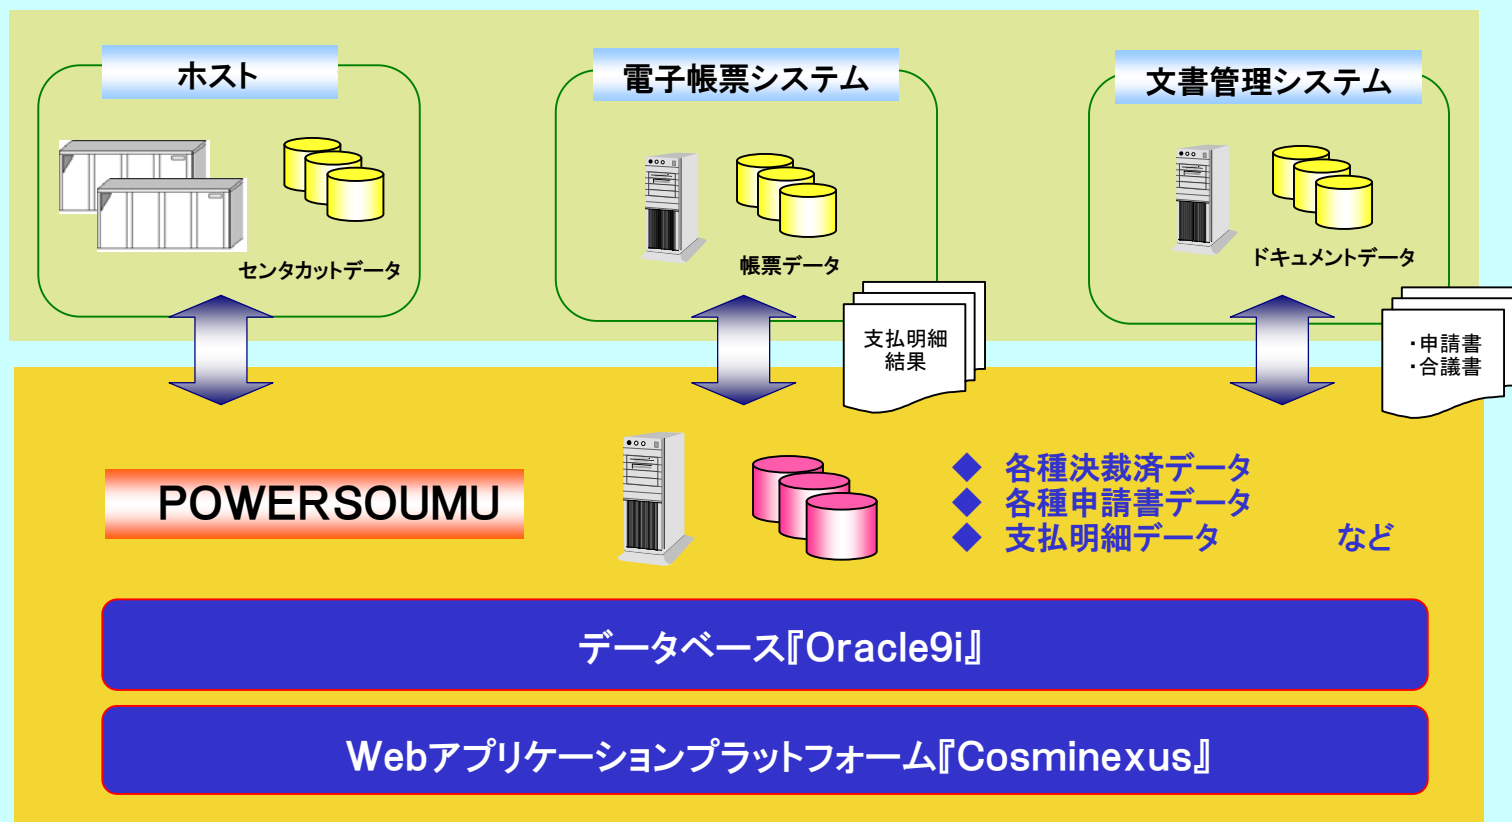 ホスト
電子帳票システム
文書管理システム
センタカットデータ
帳票データ
ドキュメントデータ
支払明細
結果
・申請書
・合議書
POWERSOUMU
◆ 各種決裁済データ
◆ 各種申請書データ
◆ 支払明細データ など
データベース『Oracle9i』
Webアプリケーションプラットフォーム『Cosminexus』